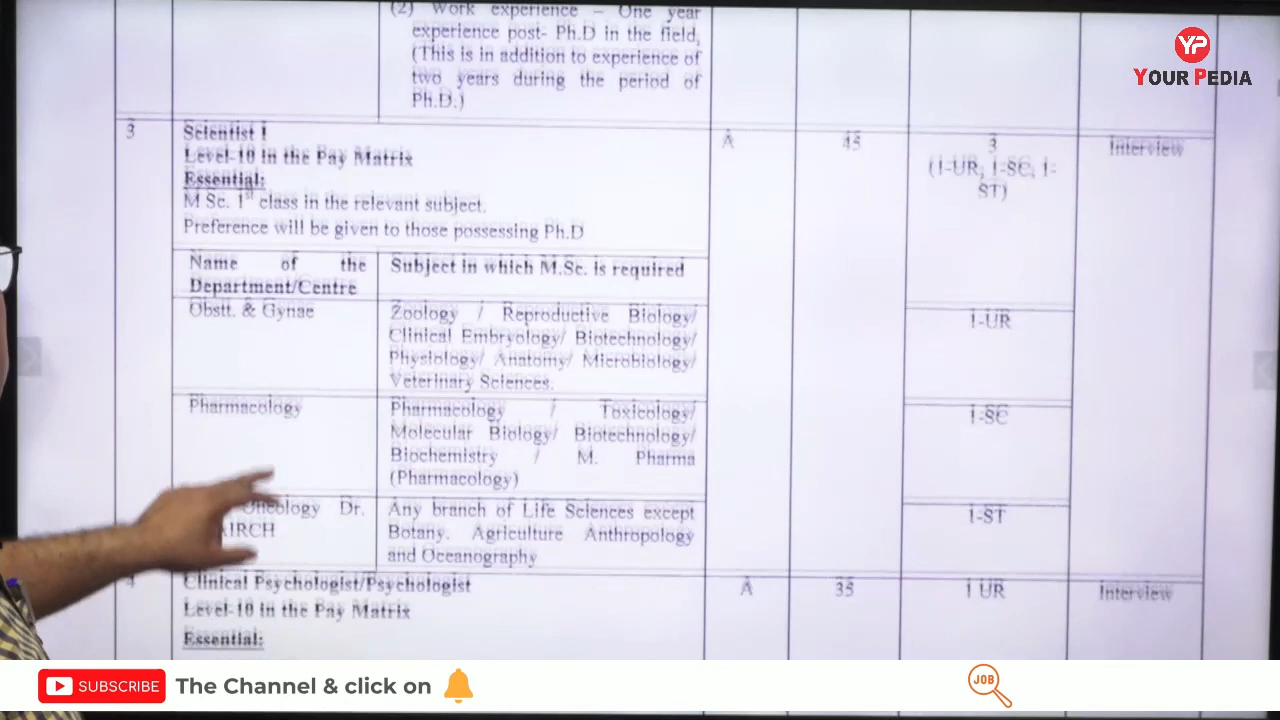 (2) Work experience – One year
experience post- Ph.D in the field,
(This is in addition to experience of
two years during the period of
Ph.D.)
YP
YOUR PEDIA
3
Scientist I
Level-10 in the Pay Matrix
Essential:
M Sc. 1st class in the relevant subject.
Preference will be given to those possessing Ph.D
A
45
3
(1-UR, 1-SC, 1-
ST)
Interview
Name of the
Department/Centre
Subject in which M.Sc. is required
Obstt. & Gynae
Zoology / Reproductive Biology/
Clinical Embryology/ Biotechnology/
Physiology/ Anatomy/ Microbiology/
Veterinary Sciences.
1-UR
Pharmacology
Pharmacology / Toxicology/
Molecular Biology/ Biotechnology/
Biochemistry / M. Pharma
(Pharmacology)
1-SC
Oncology Dr.
IRCH
Any branch of Life Sciences except
Botany. Agriculture Anthropology
and Oceanography
1-ST
4
Clinical Psychologist/Psychologist
Level-10 in the Pay Matrix
Essential:
A
35
1 UR
Interview
SUBSCRIBE
The Channel & click on
JOB